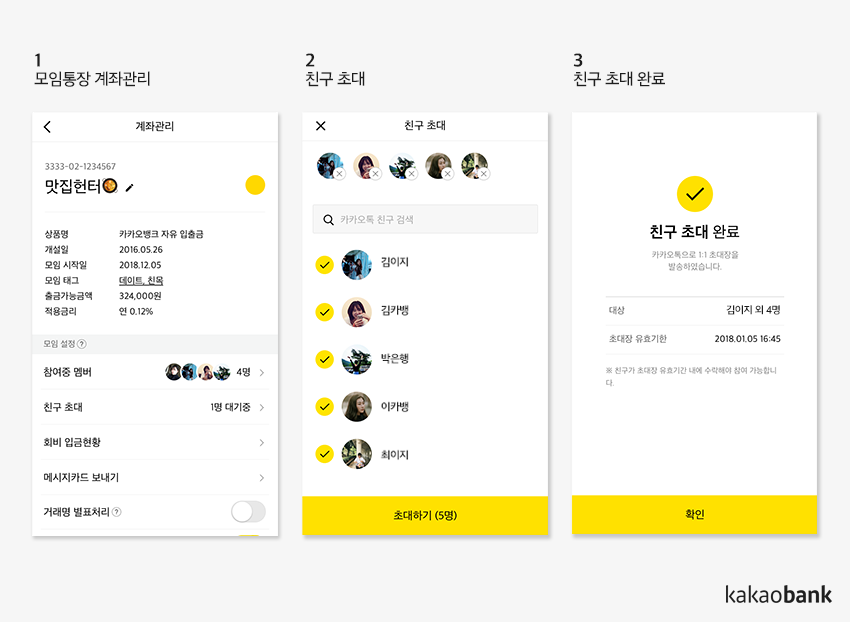 1
모임통장 계좌관리
계좌관리
3333-02-1234567
맛집헌터
상품명 카카오뱅크 자유 입출금
개설일 2016.05.26
모임 시작일 2018.12.05
모임 태그 데이트, 친목
출금가능금액 324,000원
적용금리 연 0.12%
모임 설정 ?
참여중 멤버 4명
친구 초대 1명 대기중
회비 입금현황
메시지카드 보내기
거래명 별표처리 ?
2
친구 초대
친구 초대
카카오톡 친구 검색
김이지
김카뱅
박은행
이카뱅
최이지
초대하기 (5명)
3
친구 초대 완료
친구 초대 완료
카카오톡으로 1:1 초대장을
발송하였습니다.
대상 김이지 외 4명
초대장 유효기한 2018.01.05 16:45
※ 친구가 초대장 유효기간 내에 수락해야 참여 가능합니
다.
확인
kakaobank